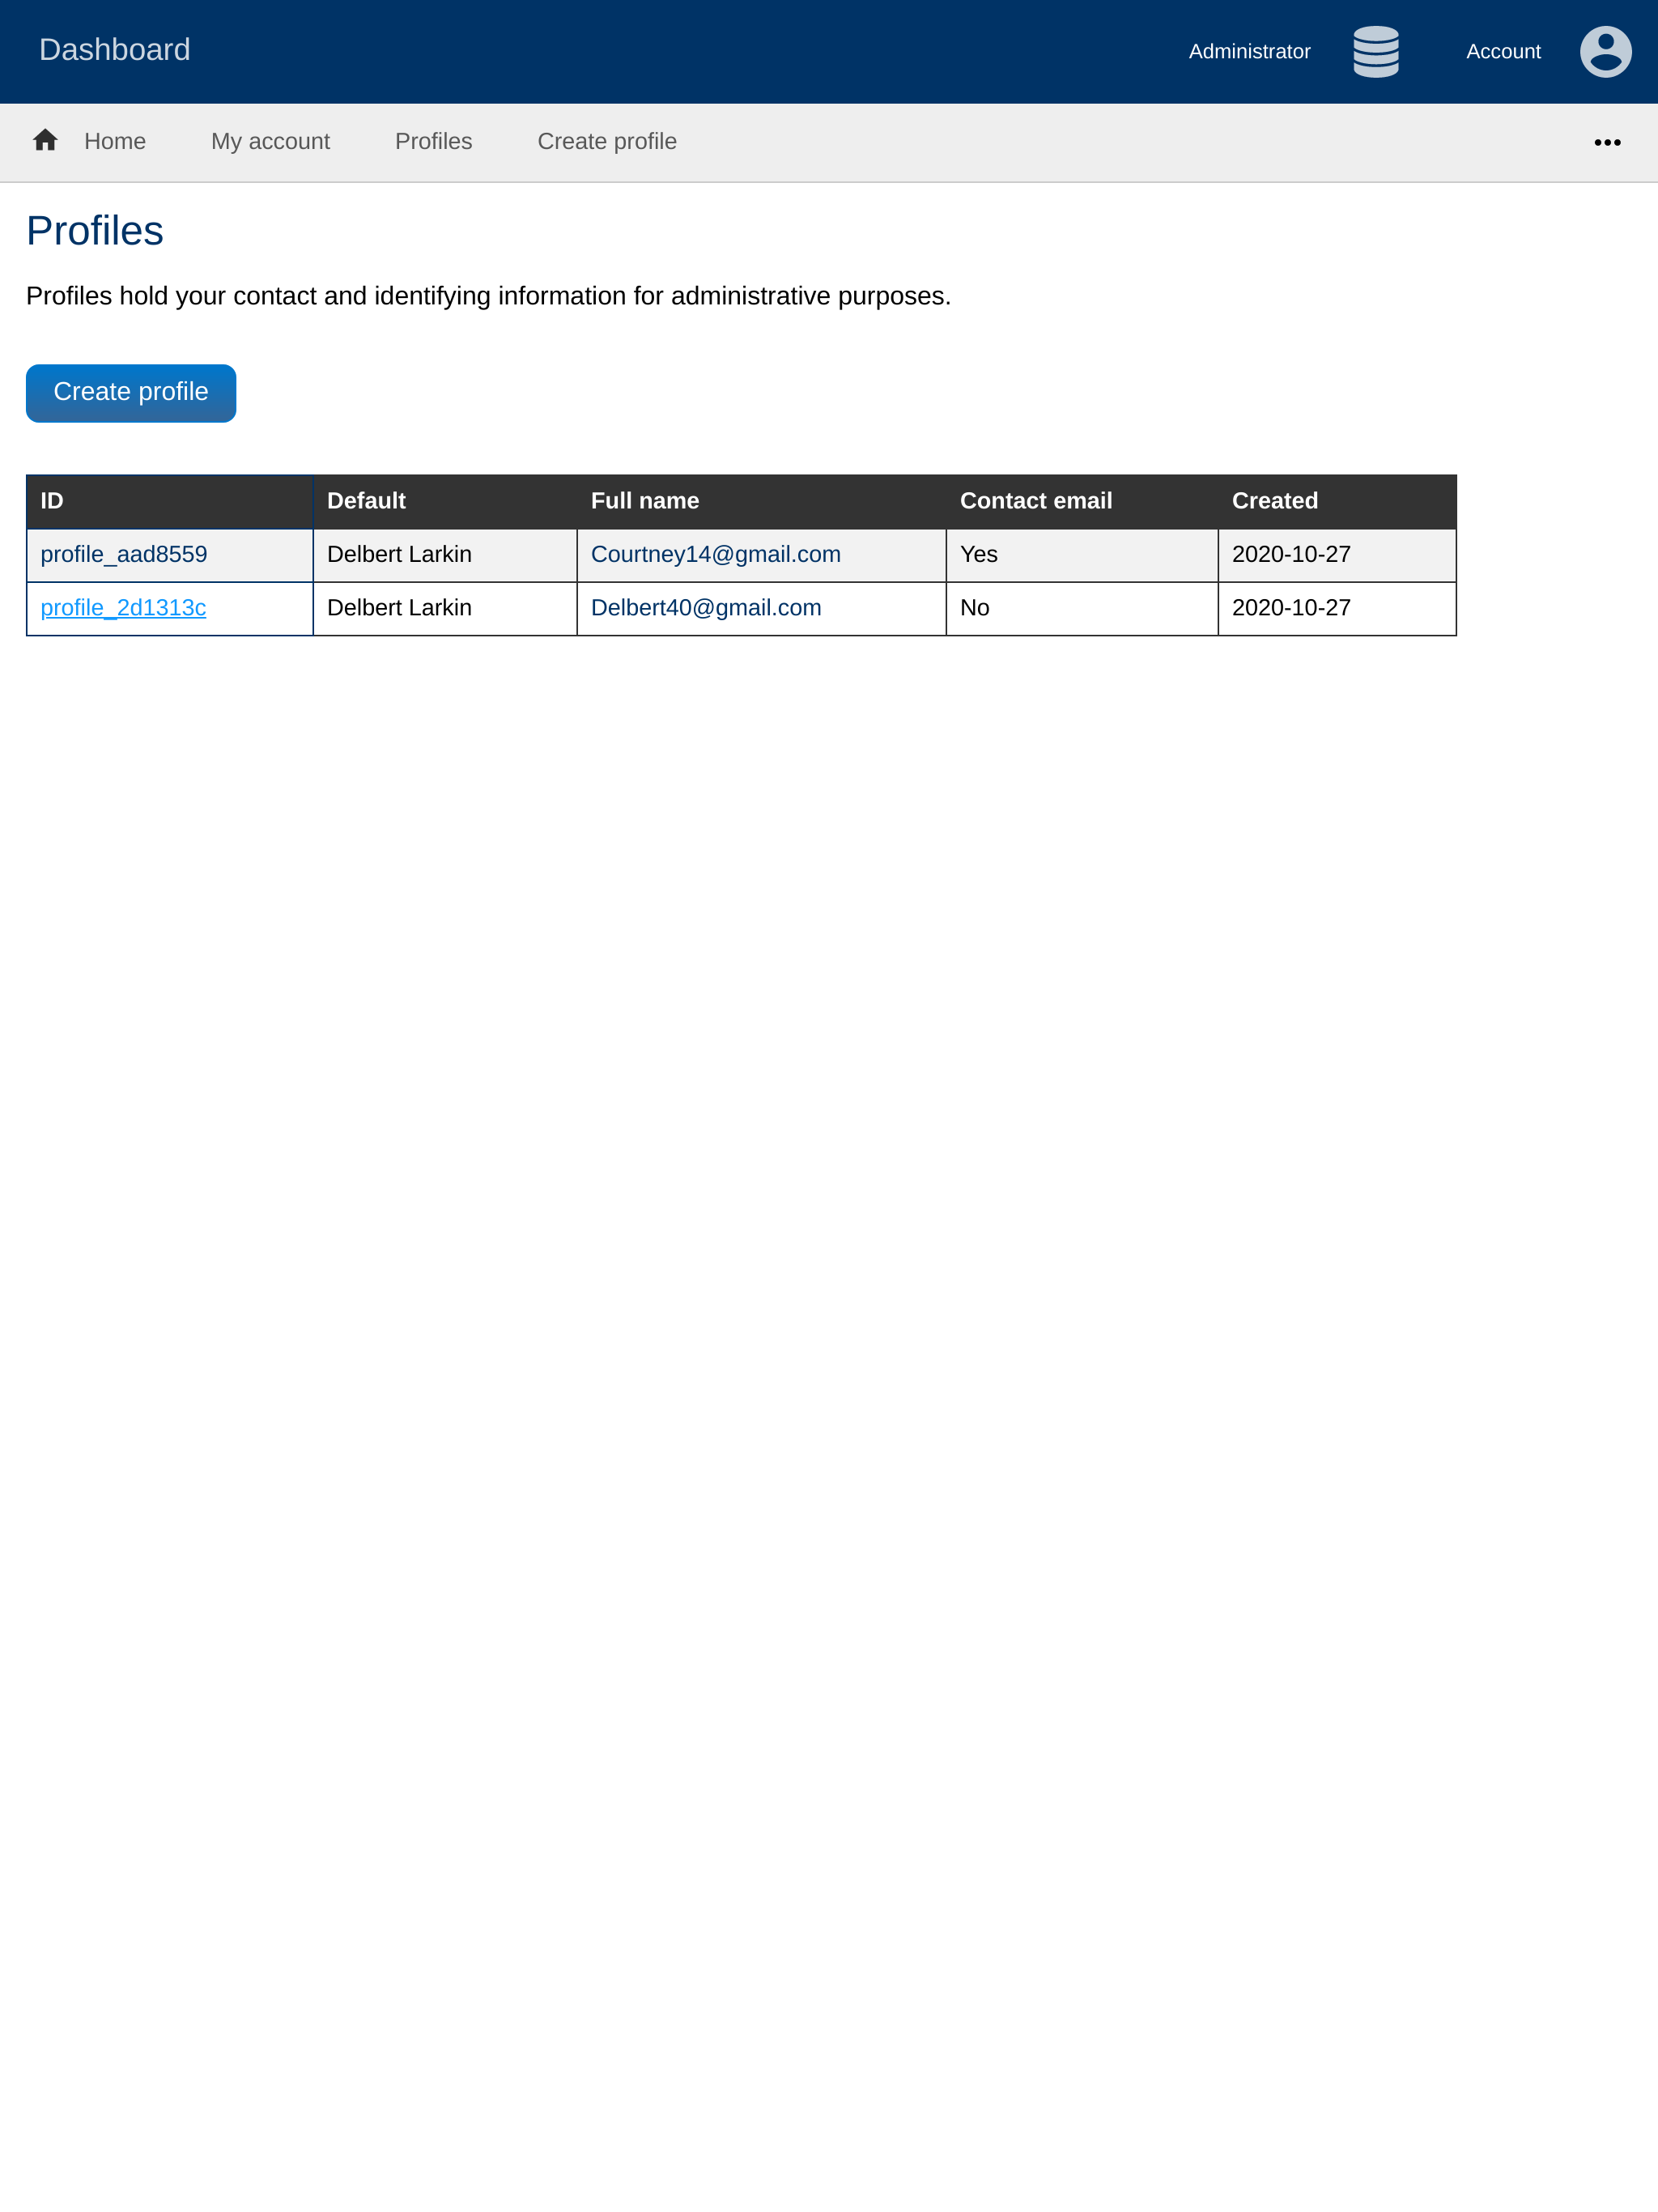 Dashboard Administrator Account
Home My account Profiles Create profile
Profiles
Profiles hold your contact and identifying information for administrative purposes.
Create profile
ID Default Full name Contact email Created
profile_aad8559 Delbert Larkin Courtney14@gmail.com Yes 2020-10-27
profile_2d1313c Delbert Larkin Delbert40@gmail.com No 2020-10-27